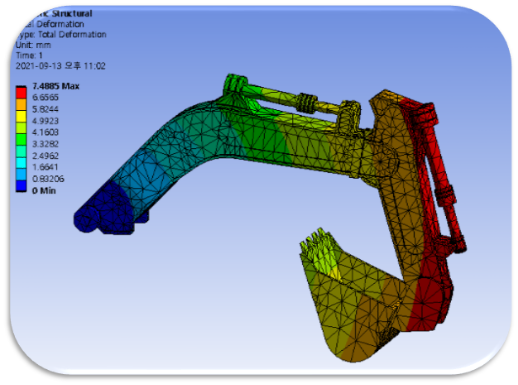 Structural
Deformation
Type: Total Deformation
Unit: mm
Time: 1
2021-09-13 오후 11:02
7.4885 Max
6.6565
5.8244
4.9923
4.1603
3.3282
2.4962
1.6641
0.83206
0 Min